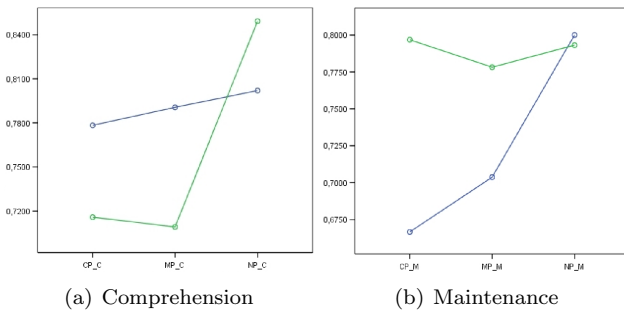 0,8400
0,8100
0,7800
0,7500
0,7200
CP_C MP_C NP_C
(a) Comprehension
0,8000
0,7750
0,7500
0,7250
0,7000
0,6750
CP_M MP_M NP_M
(b) Maintenance